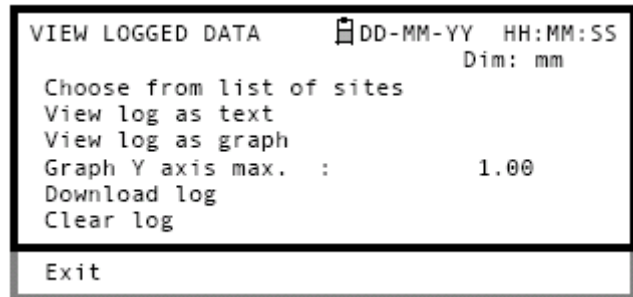 VIEW LOGGED DATA DD-MM-YY HH:MM:SS
Dim: mm
Choose from list of sites
View log as text
View log as graph
Graph Y axis max. : 1.00
Download log
Clear log
Exit